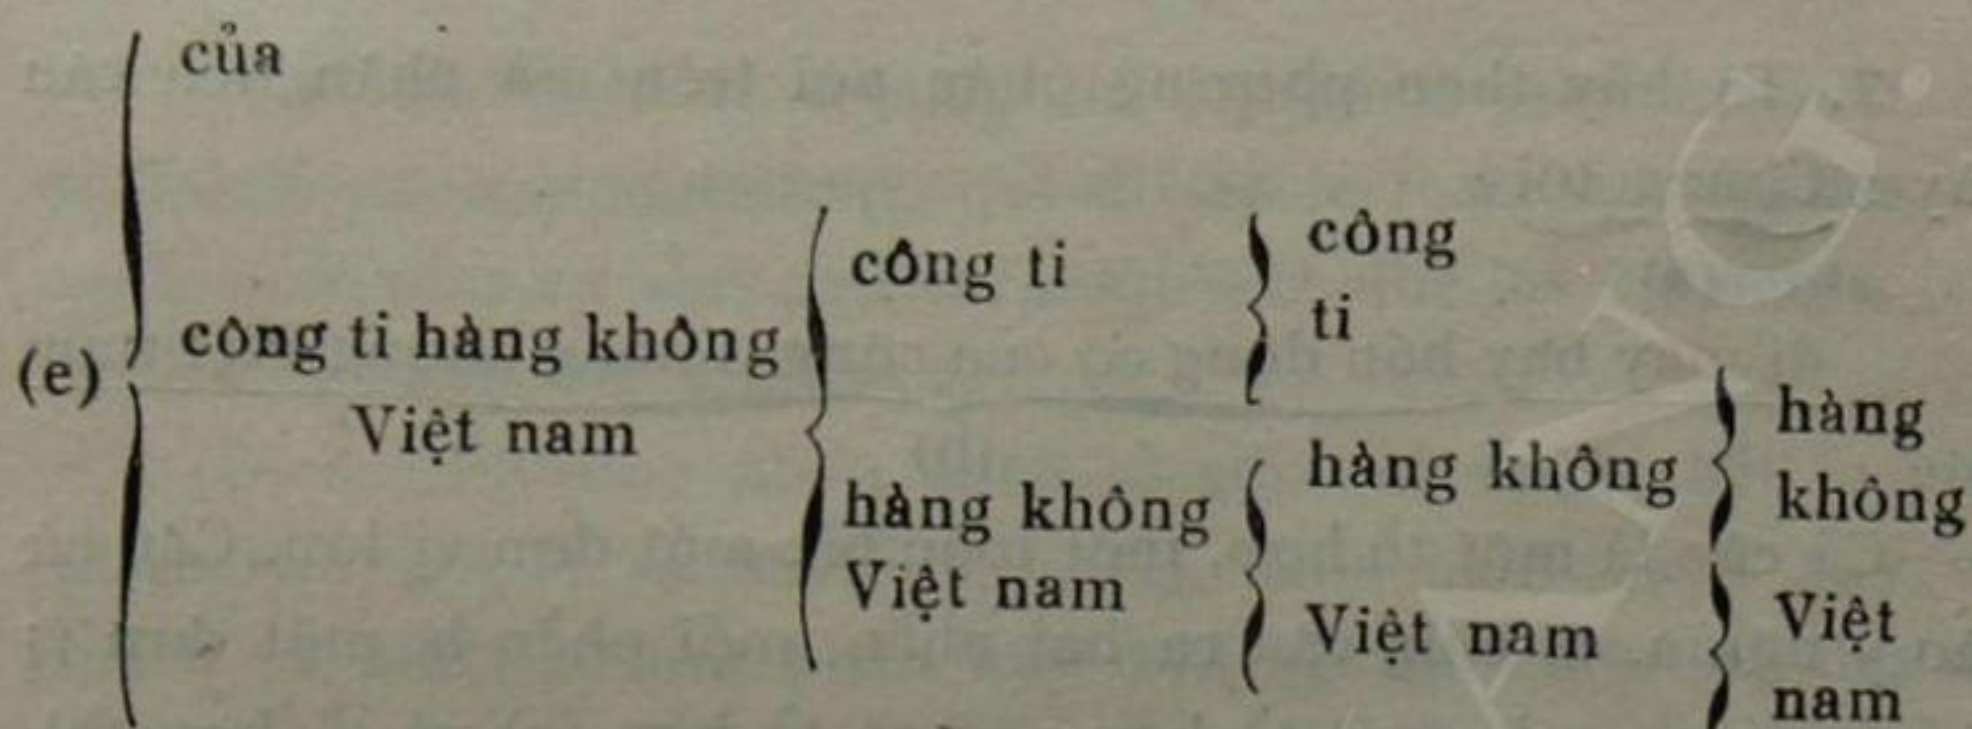 của
công ti hàng không
Việt nam
(e)
công ti
hàng không
Việt nam
công
ti
hàng không
Việt nam
hàng
không
Việt
nam